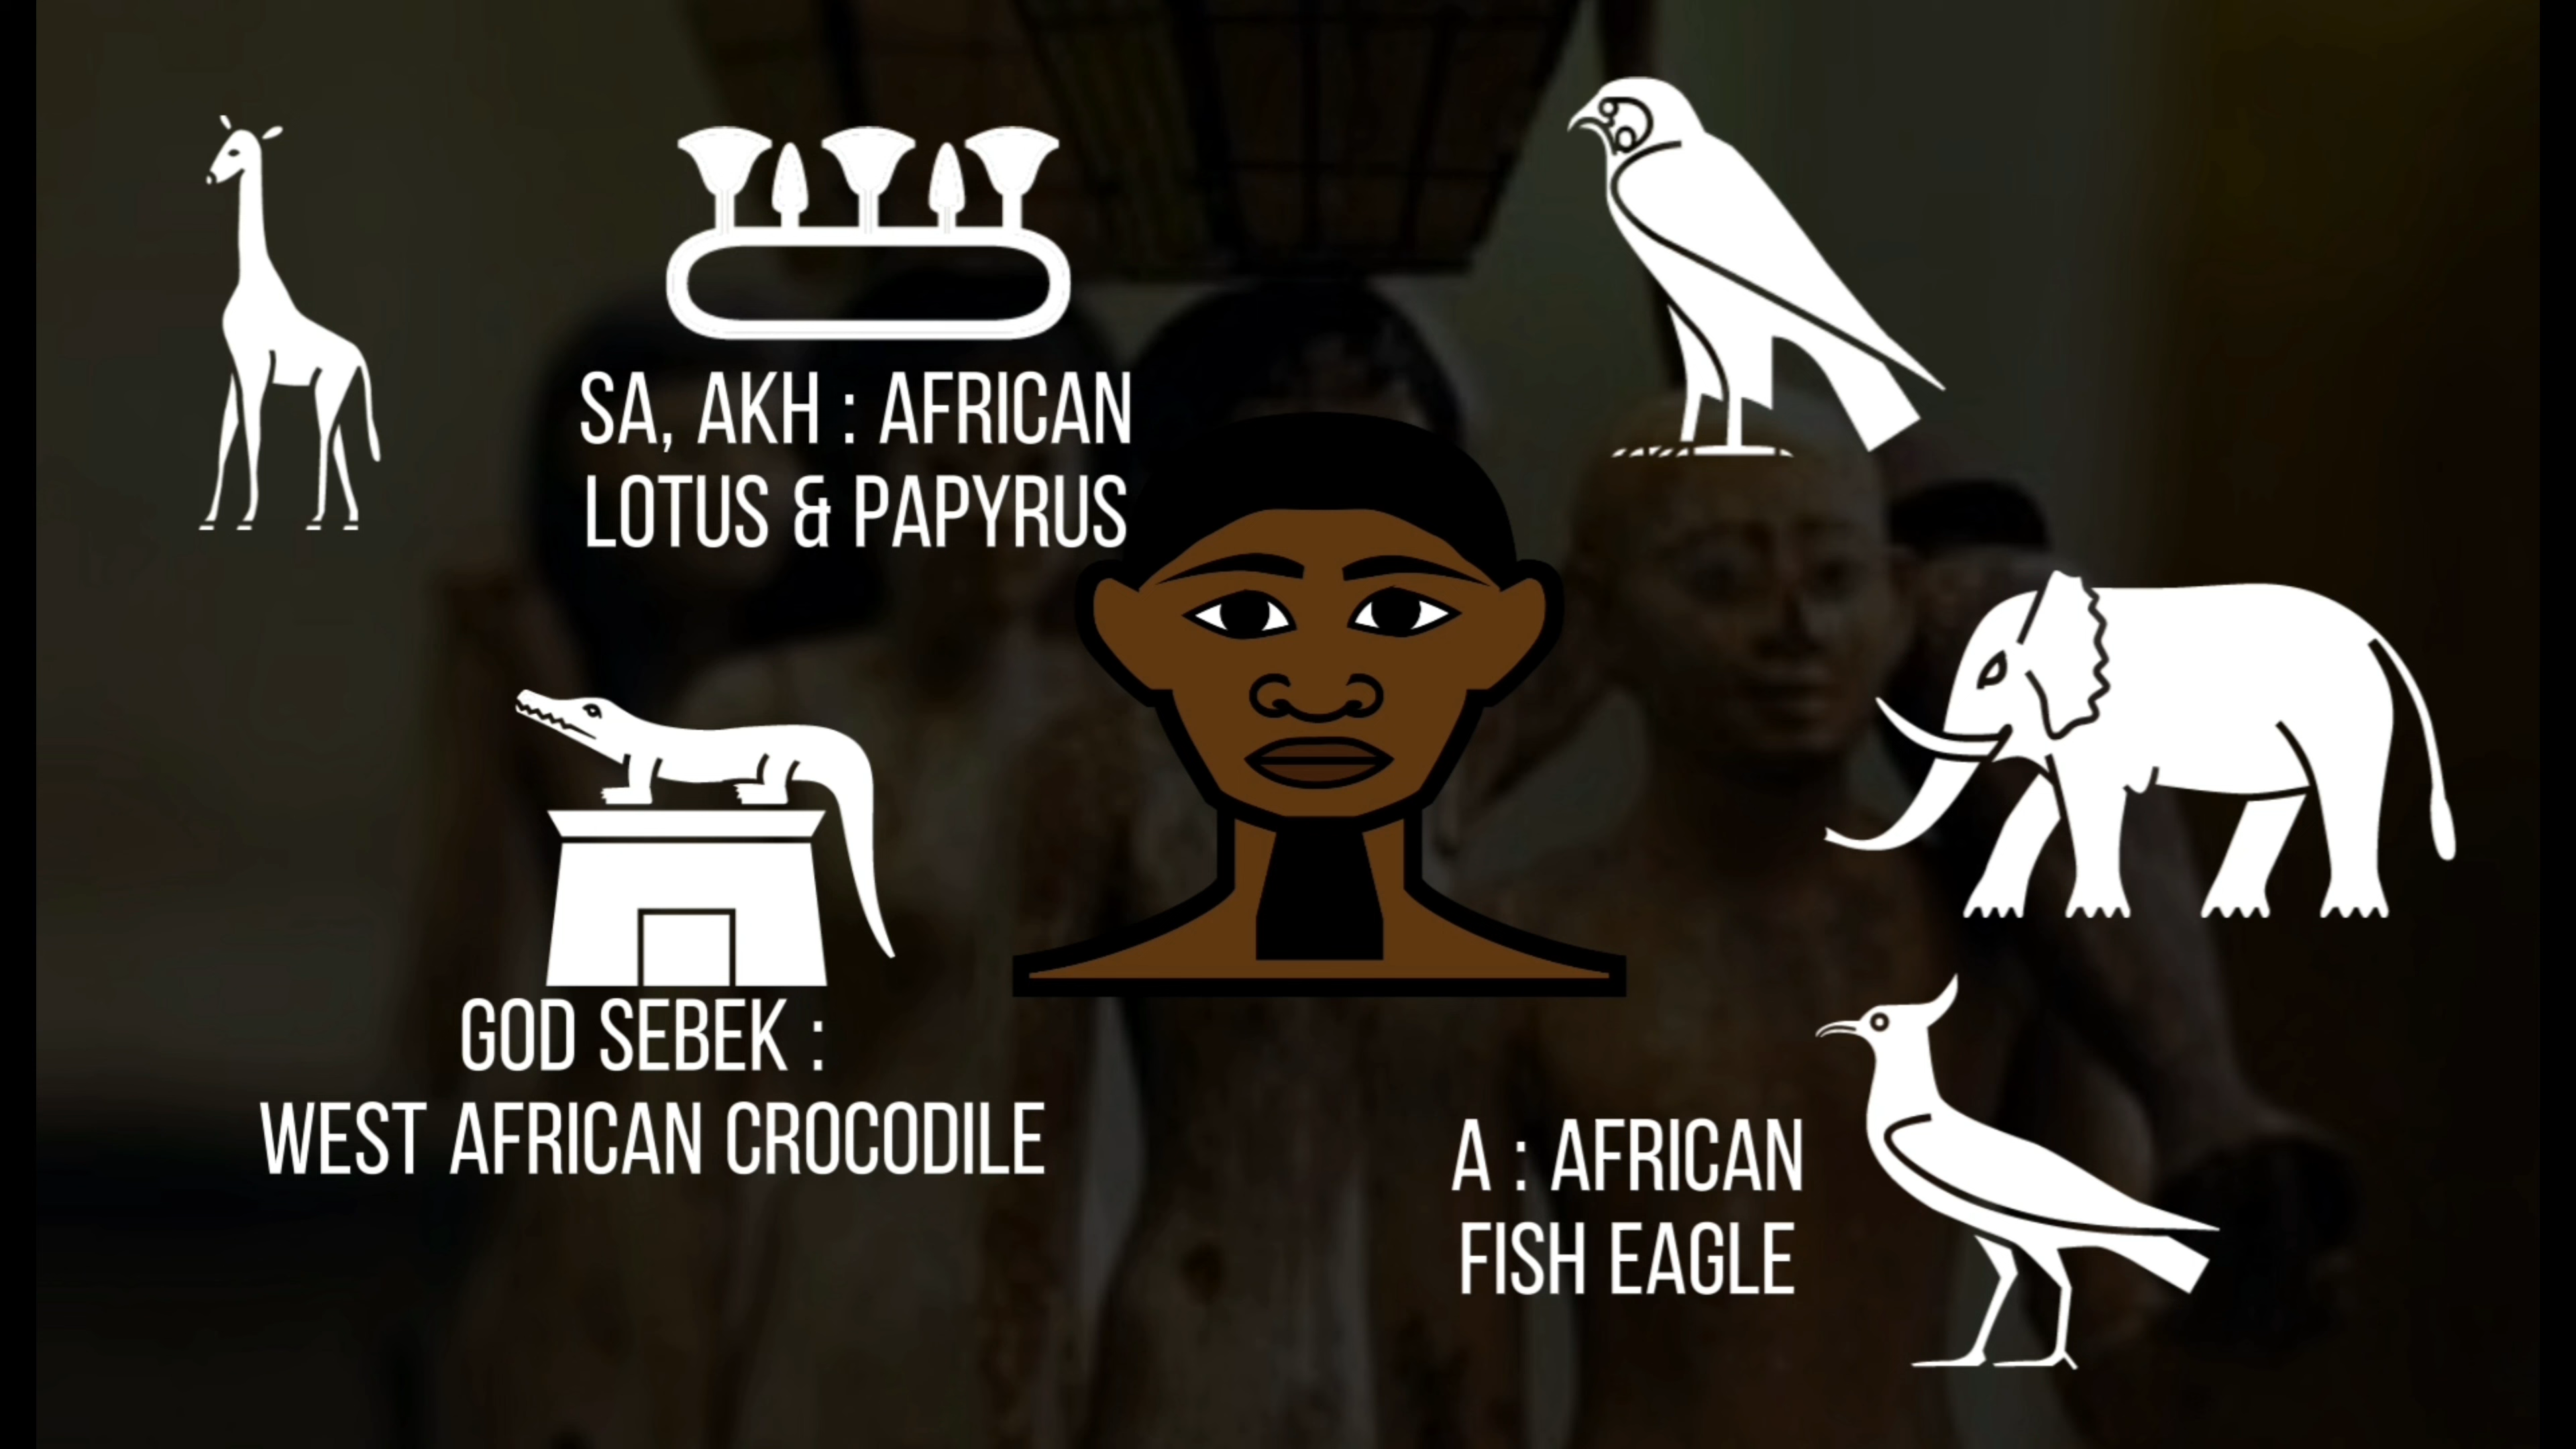 SA, AKH : AFRICAN
LOTUS & PAPYRUS
GOD SEBEK :
WEST AFRICAN CROCODILE
A : AFRICAN
FISH EAGLE